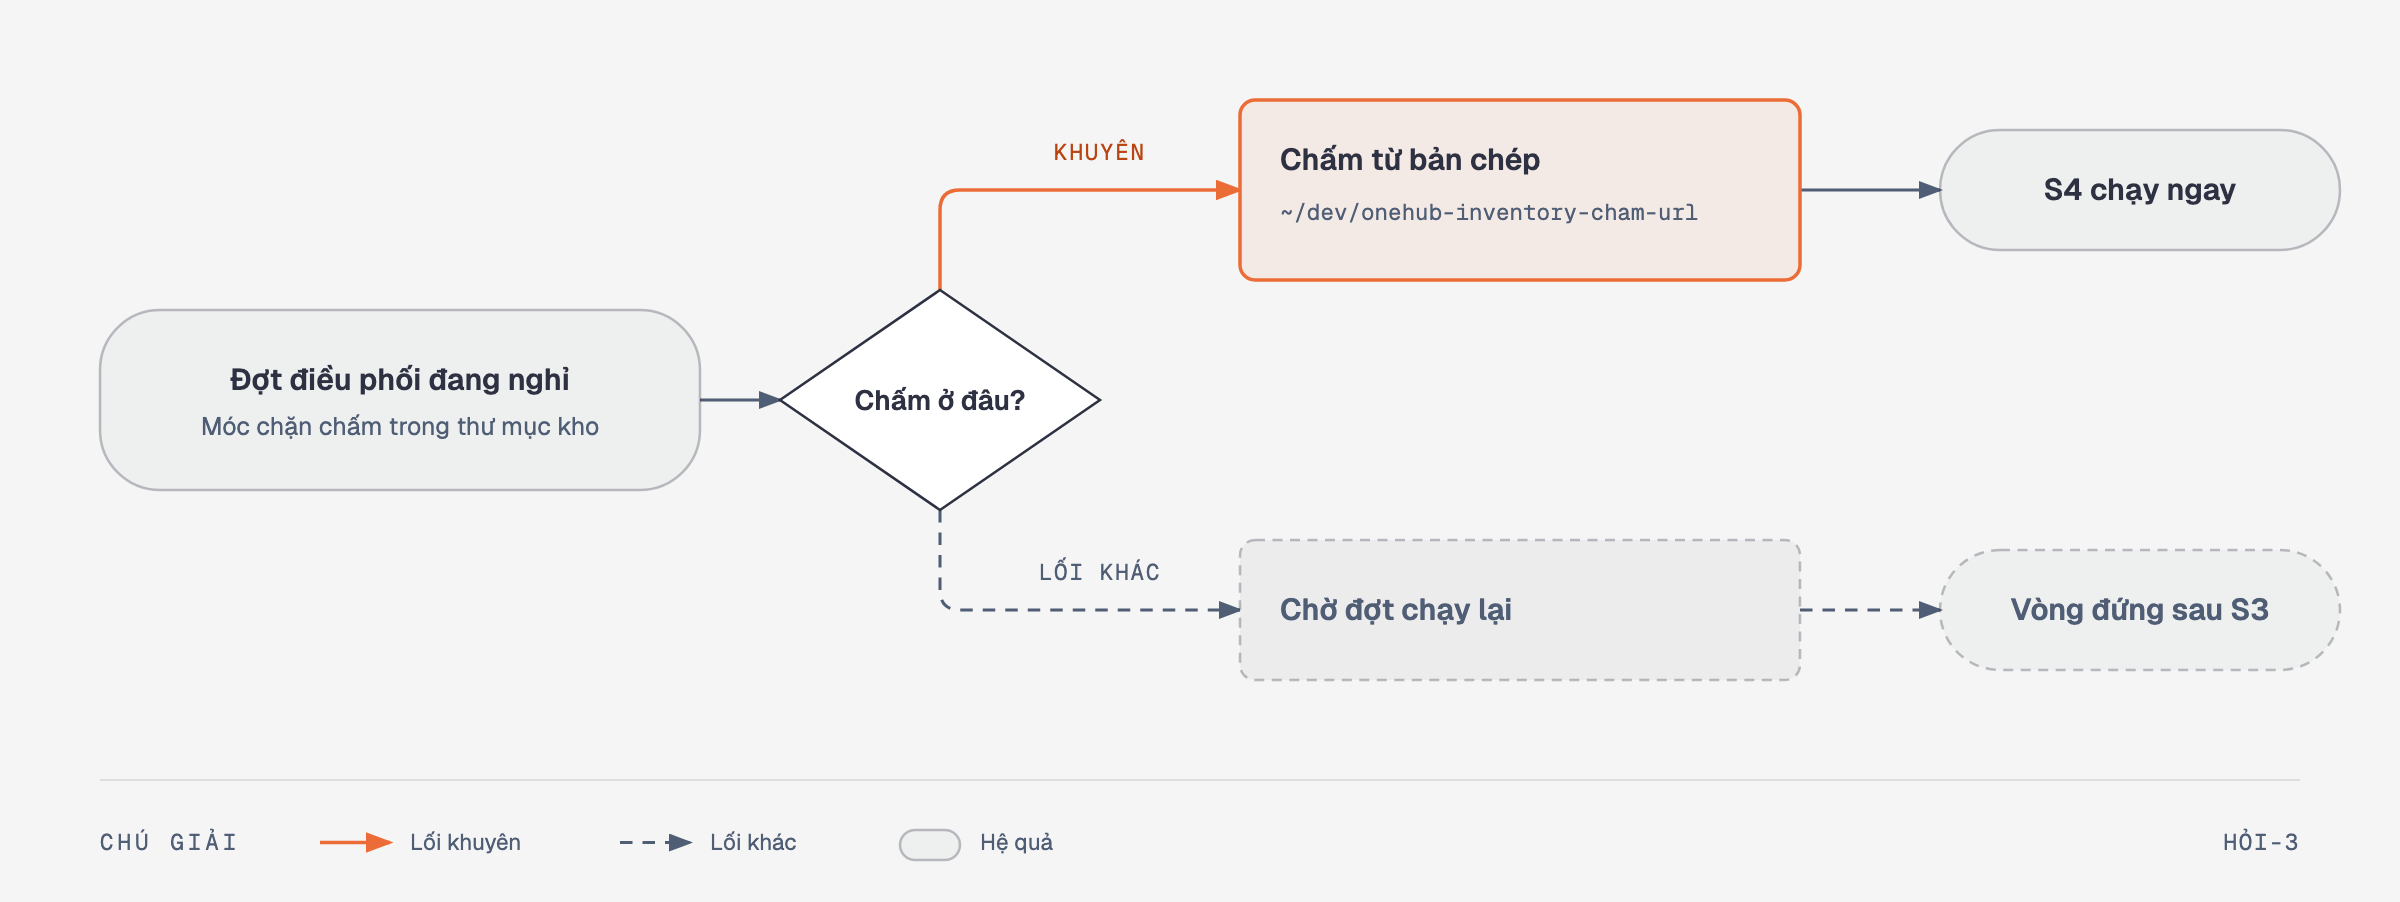 KHUYÊN
Chấm từ bản chép
~/dev/onehub-inventory-cham-url
S4 chạy ngay
Đợt điều phối đang nghỉ
Móc chặn chấm trong thư mục kho
Chấm ở đâu?
LỐI KHÁC
Chờ đợt chạy lại
Vòng đứng sau S3
CHÚ GIẢI
Lối khuyên
Lối khác
Hệ quả
HỎI-3